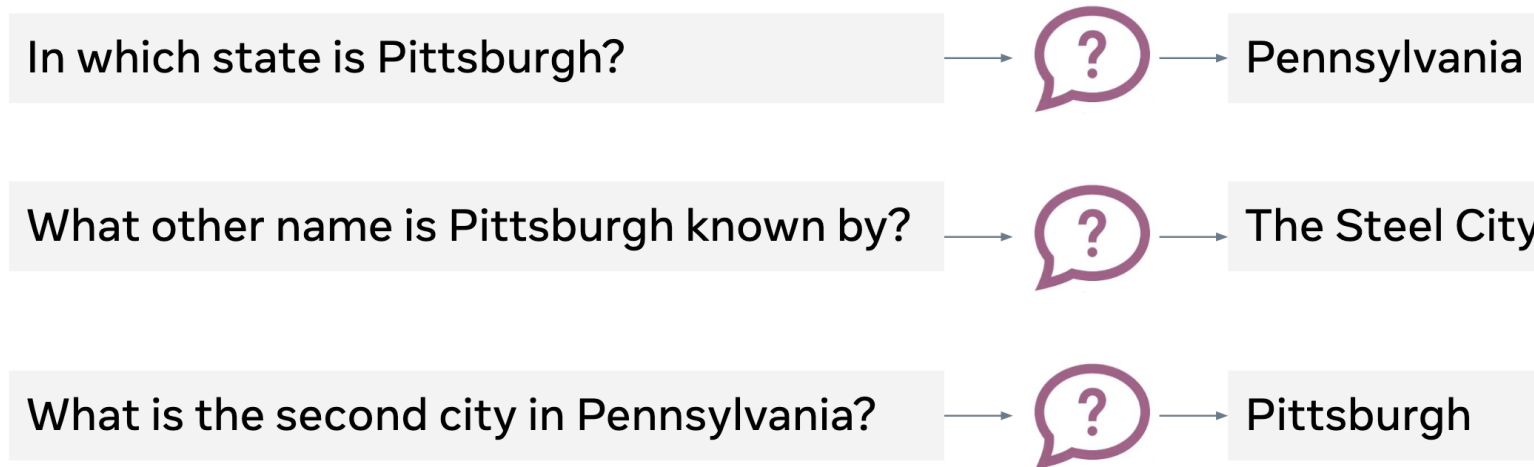 In which state is Pittsburgh? ? Pennsylvania
What other name is Pittsburgh known by? ? The Steel City
What is the second city in Pennsylvania? ? Pittsburgh